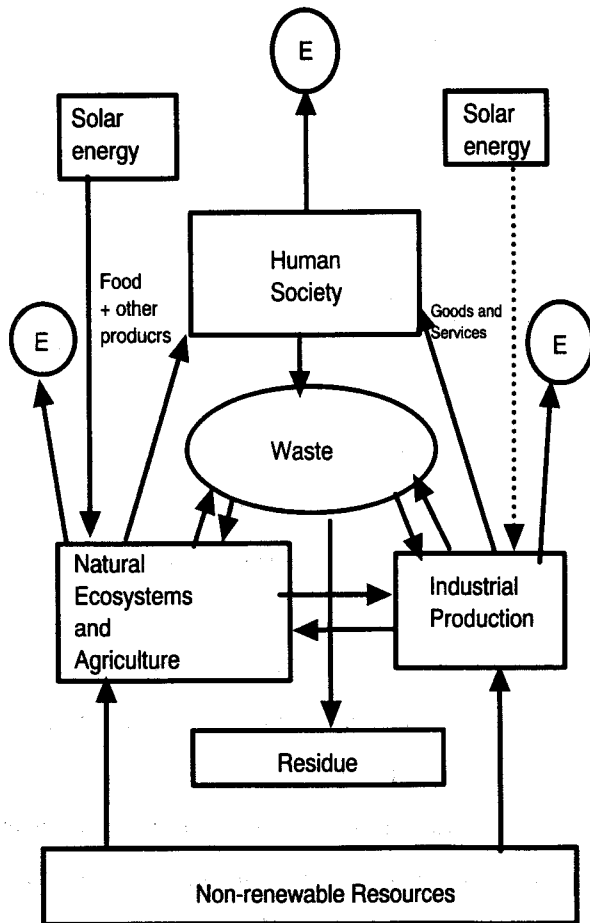 E
Solar
energy
Solar
energy
Human
Society
Food
+ other
producrs
Goods and
Services
E
E
Waste
Natural
Ecosystems
and
Agriculture
Industrial
Production
Residue
Non-renewable Resources